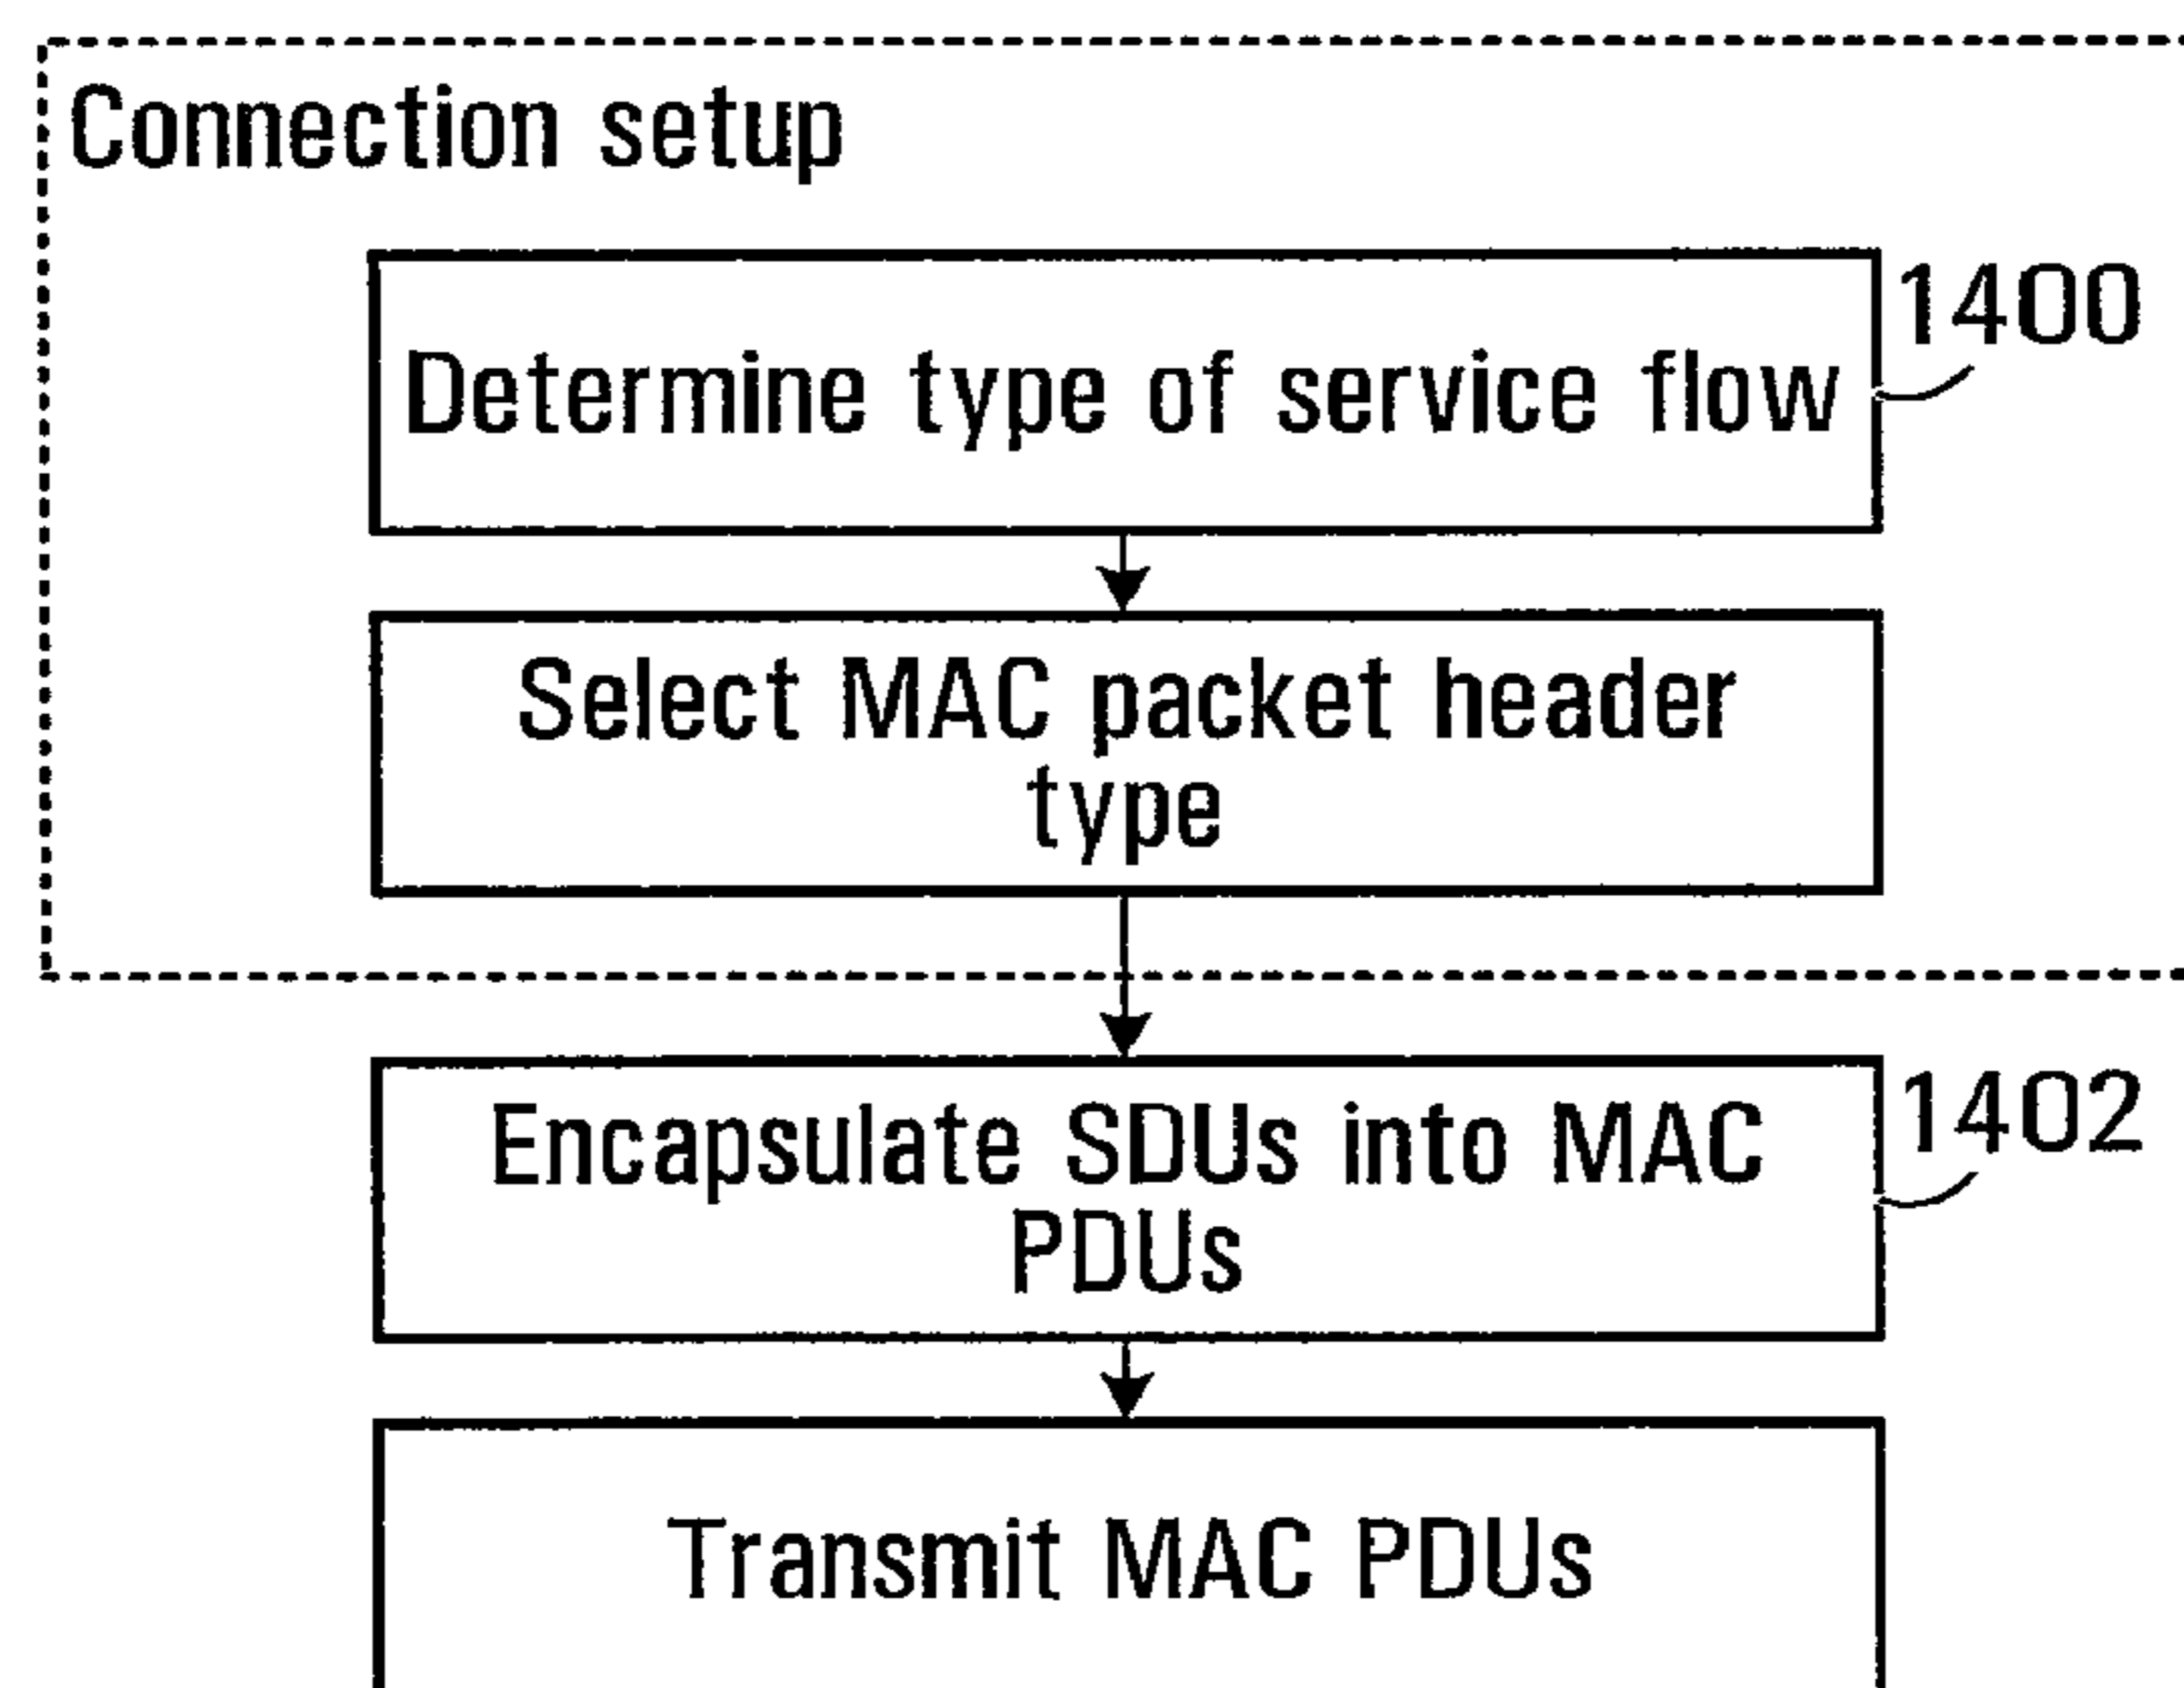 Connection setup
1400
Determine type of service flow
Select MAC packet header
type
1402
Encapsulate SDUs into MAC
PDUs
Transmit MAC PDUs